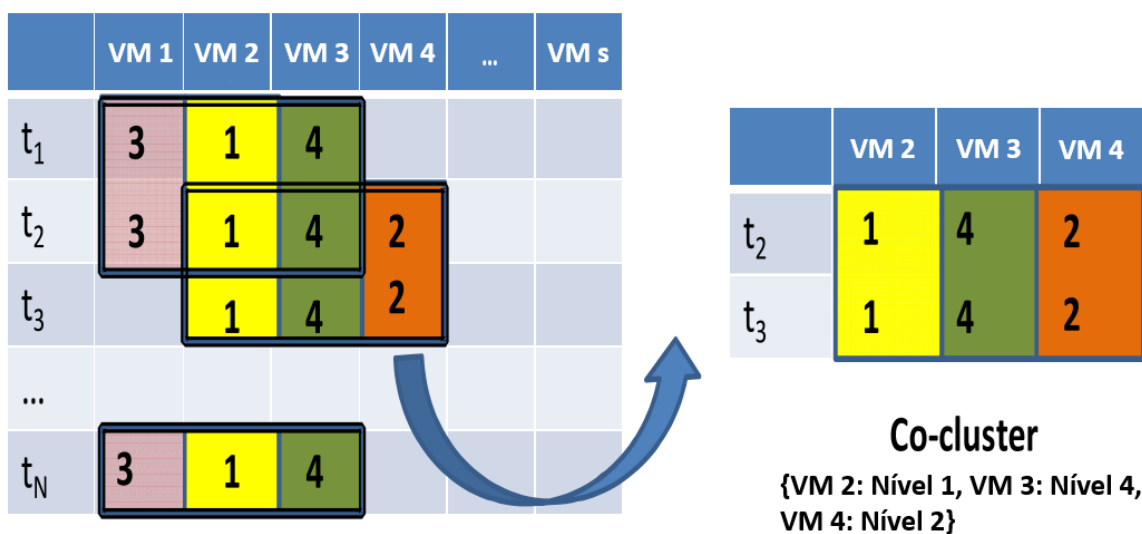 VM 1 VM 2 VM 3 VM 4 ... VM s
t1 3 1 4
t2 3 1 4 2
t3 1 4 2
...
tN 3 1 4
VM 2 VM 3 VM 4
t2 1 4 2
t3 1 4 2
Co-cluster
{VM 2: Nível 1, VM 3: Nível 4,
VM 4: Nível 2}